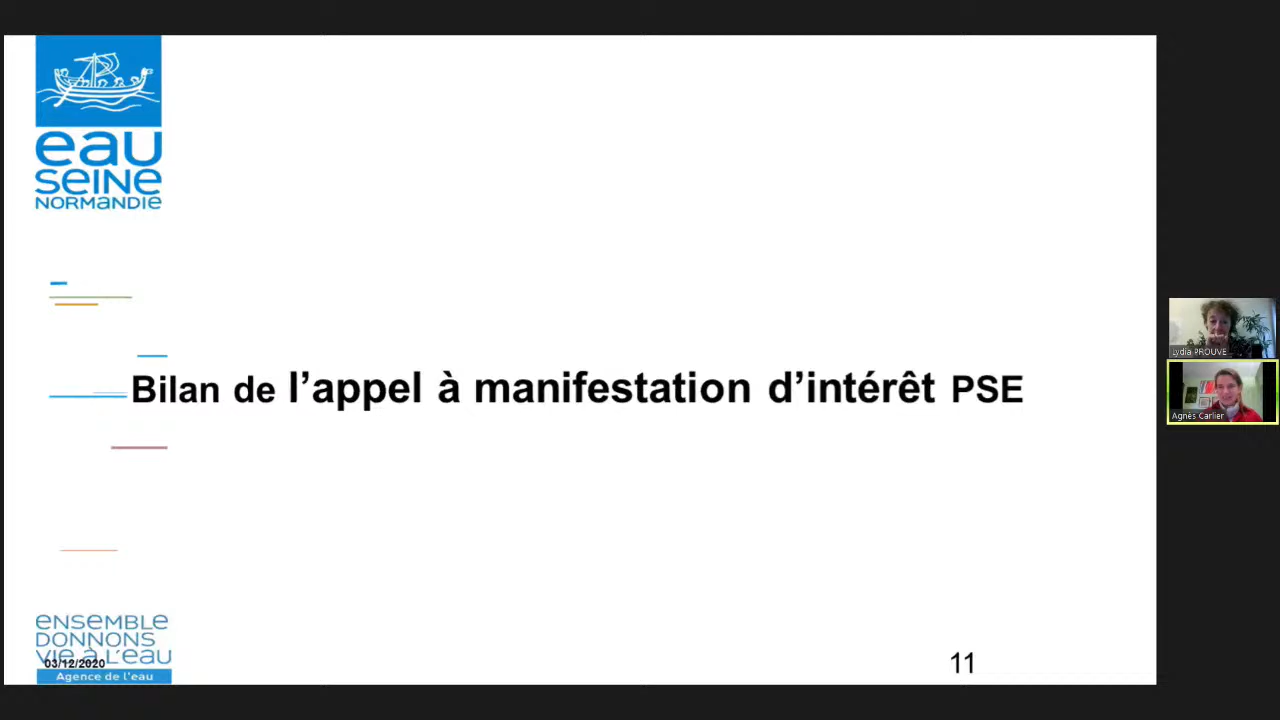 eau
seine
normandie
Bilan de l’appel à manifestation d’intérêt PSE
Lydia PROUVE
Agnès Carlier
ensemble
donnons
vie à l'eau
03/12/2020
Agence de l'eau
11